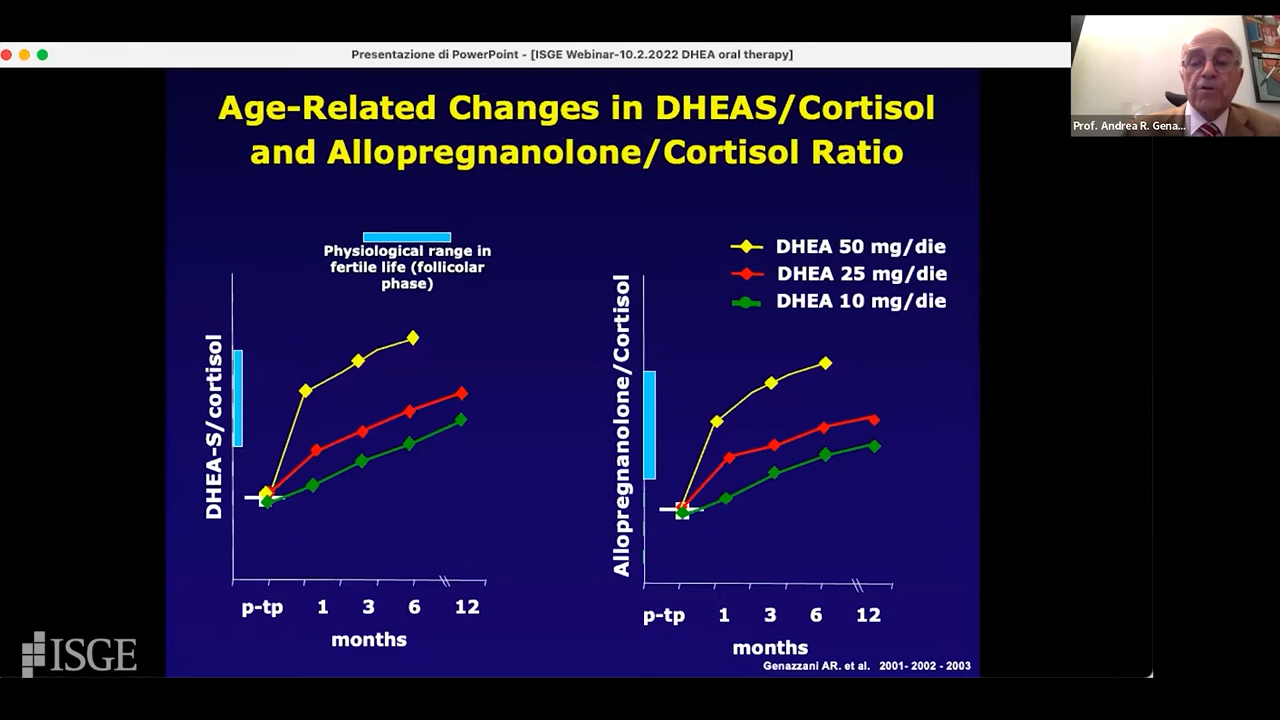 Presentazione di PowerPoint - [ISGE Webinar-10.2.2022 DHEA oral therapy]
Prof. Andrea R. Gena...
Age-Related Changes in DHEAS/Cortisol
and Allopregnanolone/Cortisol Ratio
Physiological range in
fertile life (follicolar
phase)
DHEA 50 mg/die
DHEA 25 mg/die
DHEA 10 mg/die
DHEA-S/cortisol
p-tp 1 3 6 12
months
Allopregnanolone/Cortisol
p-tp 1 3 6 12
months
Genazzani AR. et al. 2001- 2002 - 2003
ISGE